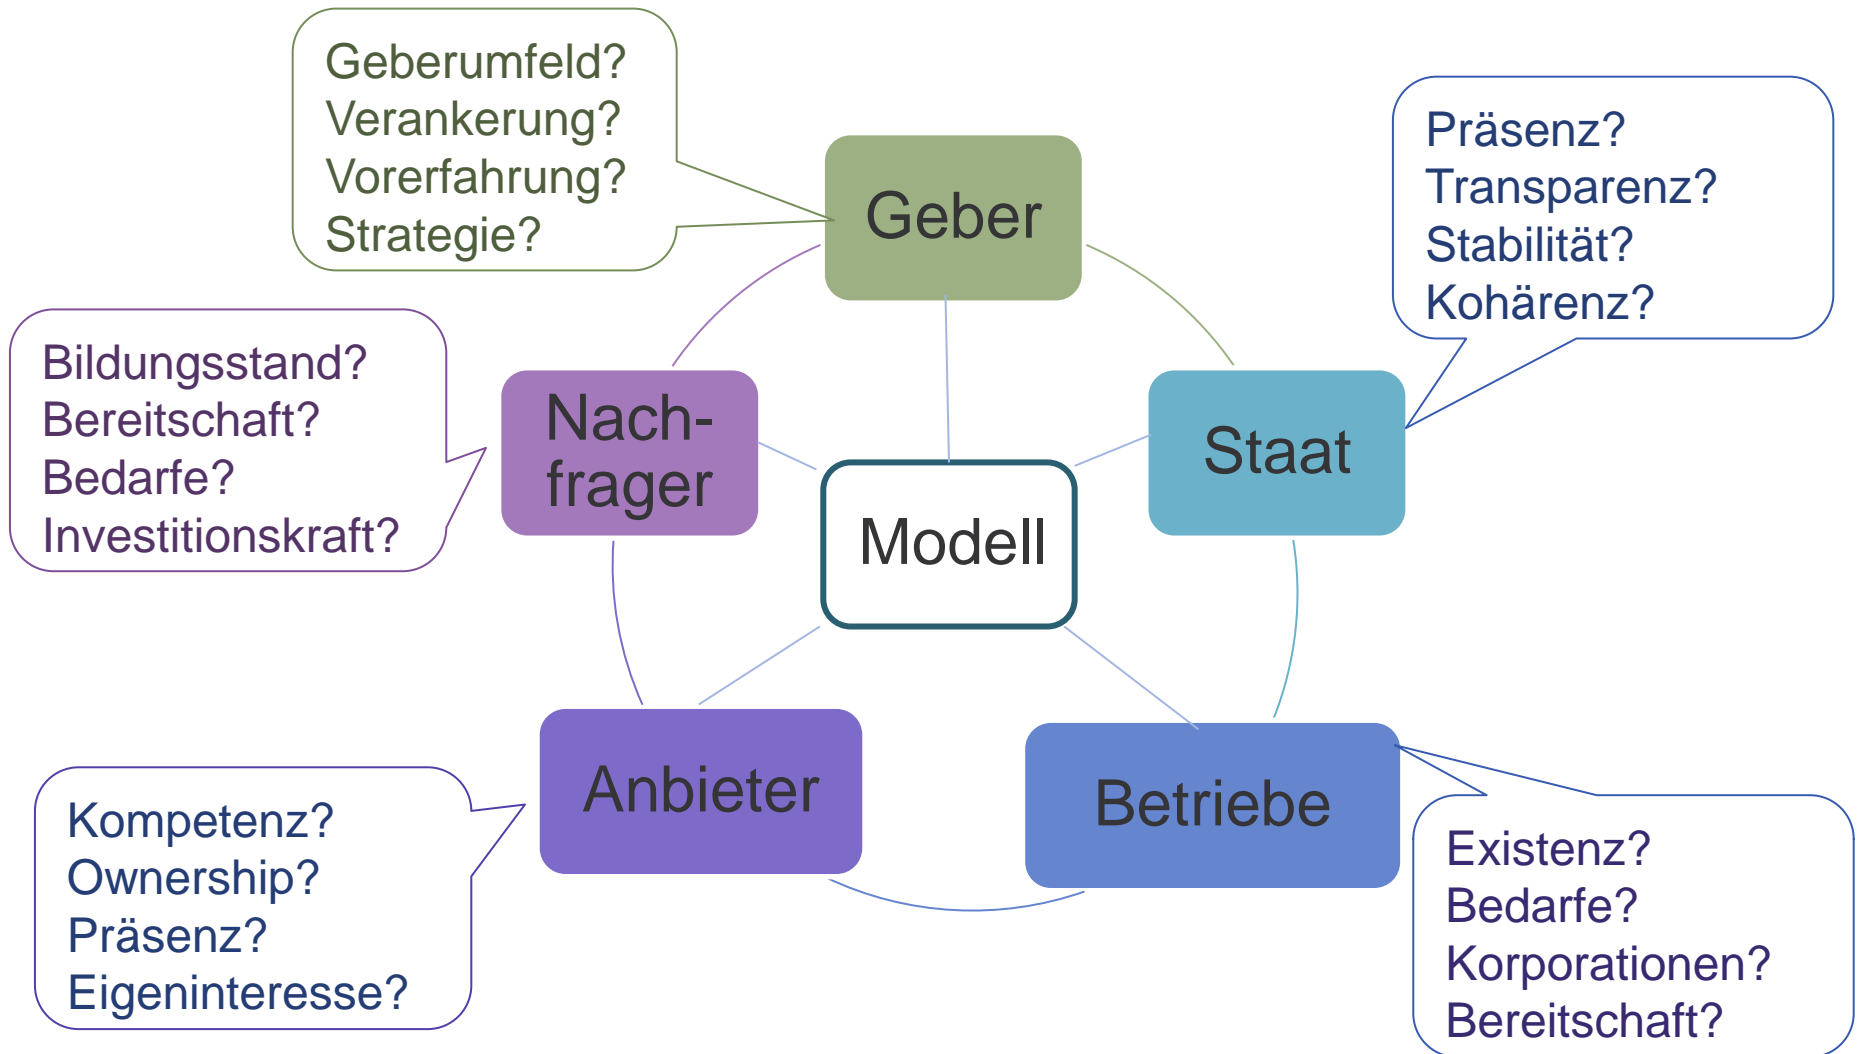 Geberumfeld?
Verankerung?
Vorerfahrung?
Strategie?
Geber
Präsenz?
Transparenz?
Stabilität?
Kohärenz?
Bildungsstand?
Bereitschaft?
Bedarfe?
Investitionskraft?
Nach-
frager
Staat
Modell
Anbieter
Betriebe
Kompetenz?
Ownership?
Präsenz?
Eigeninteresse?
Existenz?
Bedarfe?
Korporationen?
Bereitschaft?